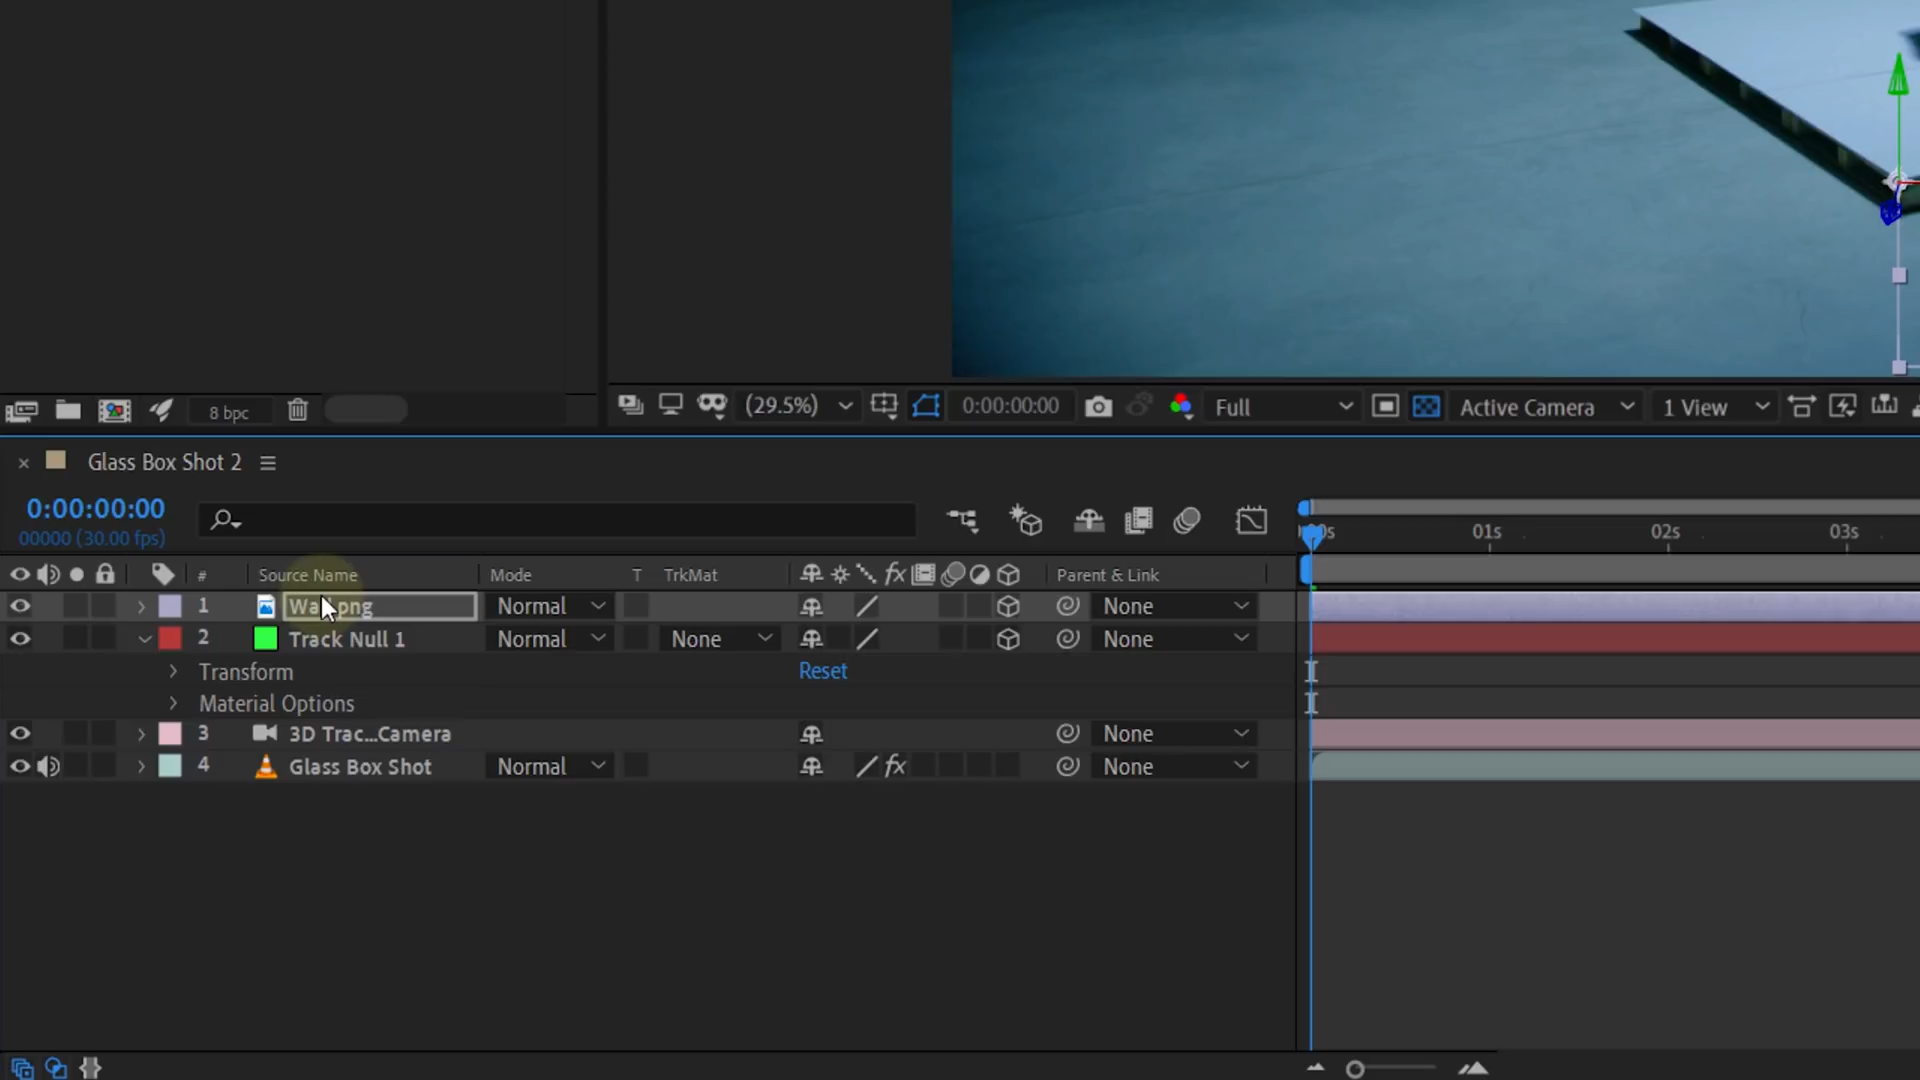 8 bpc
(29.5%)
0:00:00:00
Full
Active Camera
1 View
Glass Box Shot 2
0:00:00:00
00000 (30.00 fps)
01s
02s
03s
#
Source Name
Mode
T
TrkMat
fx
Parent & Link
1
Normal
None
2
Track Null 1
Normal
None
None
Transform
Reset
Material Options
3
3D Trac...Camera
None
4
Glass Box Shot
Normal
fx
None